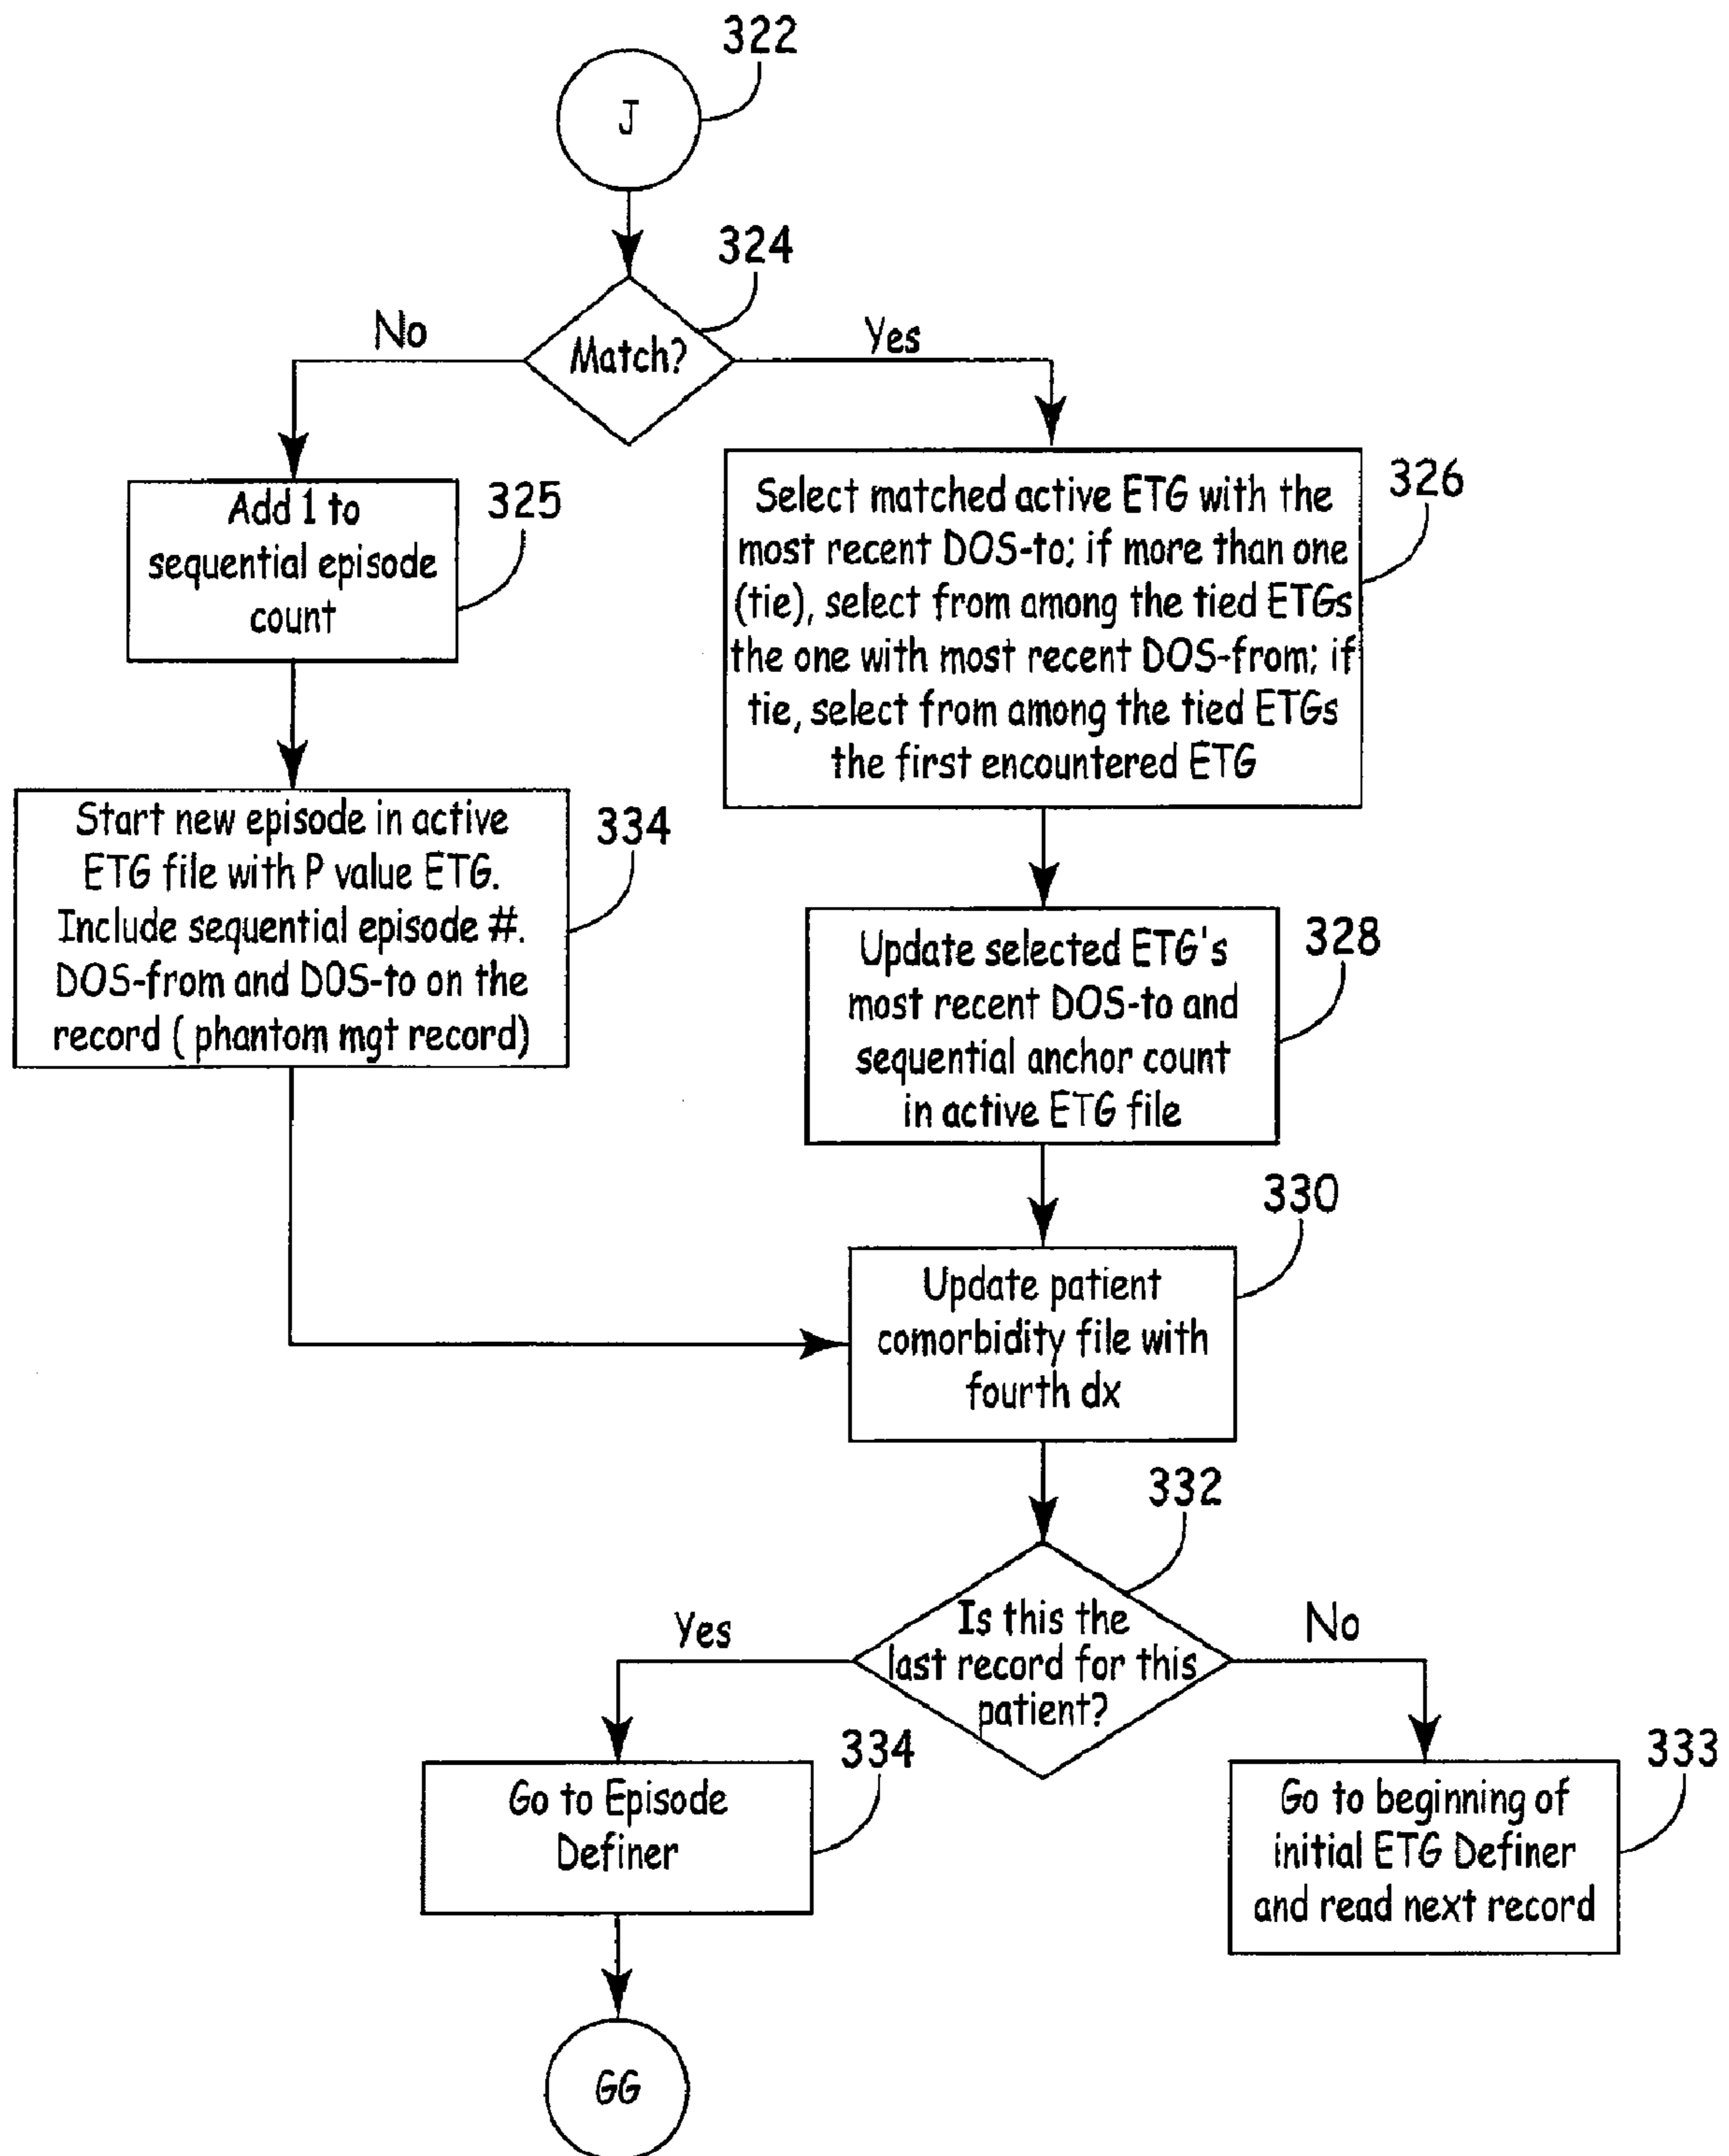 322
J
324
No
Match?
Yes
Add 1 to
sequential episode
count
325
Select matched active ETG with the
most recent DOS-to; if more than one
(tie), select from among the tied ETGs
the one with most recent DOS-from; if
tie, select from among the tied ETGs
the first encountered ETG
326
Start new episode in active
ETG file with P value ETG.
Include sequential episode #.
DOS-from and DOS-to on the
record ( phantom mgt record)
334
Update selected ETG's
most recent DOS-to and
sequential anchor count
in active ETG file
328
Update patient
comorbidity file with
fourth dx
330
332
Is this the
last record for this
patient?
Yes
No
Go to Episode
Definer
334
Go to beginning of
initial ETG Definer
and read next record
333
GG